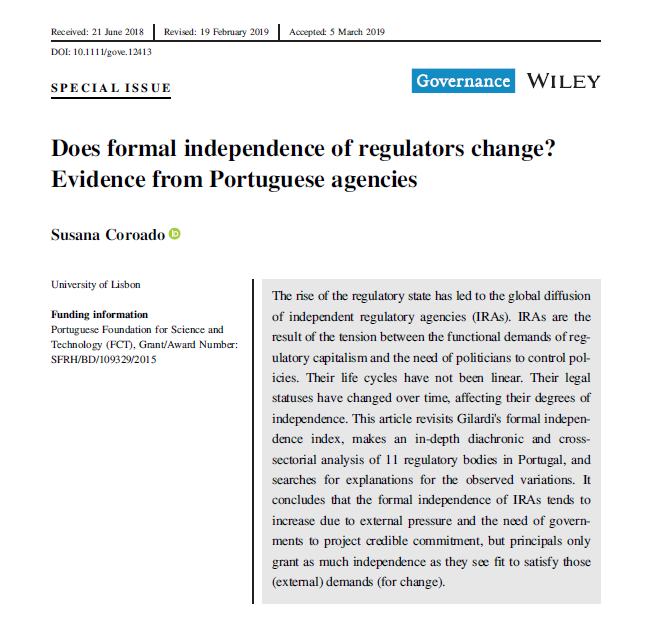 Received: 21 June 2018 Revised: 19 February 2019 Accepted: 5 March 2019
DOI: 10.1111/gove.12413
SPECIAL ISSUE
Governance WILEY
Does formal independence of regulators change?
Evidence from Portuguese agencies
Susana Coroado iD
University of Lisbon
Funding information
Portuguese Foundation for Science and
Technology (FCT), Grant/Award Number:
SFRH/BD/109329/2015
The rise of the regulatory state has led to the global diffusion
of independent regulatory agencies (IRAs). IRAs are the
result of the tension between the functional demands of reg-
ulatory capitalism and the need of politicians to control pol-
icies. Their life cycles have not been linear. Their legal
statuses have changed over time, affecting their degrees of
independence. This article revisits Gilardi's formal indepen-
dence index, makes an in-depth diachronic and cross-
sectorial analysis of 11 regulatory bodies in Portugal, and
searches for explanations for the observed variations. It
concludes that the formal independence of IRAs tends to
increase due to external pressure and the need of govern-
ments to project credible commitment, but principals only
grant as much independence as they see fit to satisfy those
(external) demands (for change).